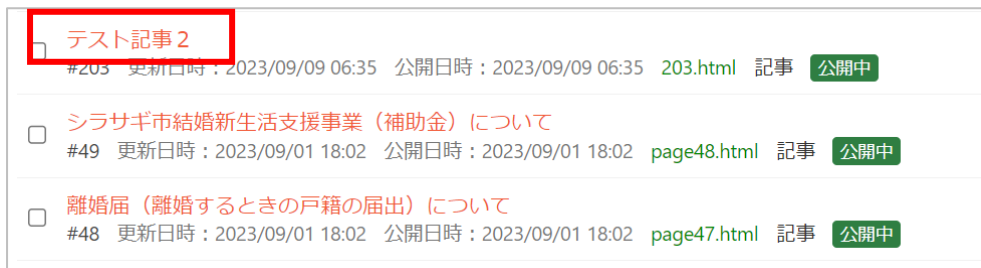 テスト記事２
#203 更新日時：2023/09/09 06:35 公開日時：2023/09/09 06:35 203.html 記事 公開中
シラサギ市結婚新生活支援事業（補助金）について
#49 更新日時：2023/09/01 18:02 公開日時：2023/09/01 18:02 page48.html 記事 公開中
離婚届（離婚するときの戸籍の届出）について
#48 更新日時：2023/09/01 18:02 公開日時：2023/09/01 18:02 page47.html 記事 公開中